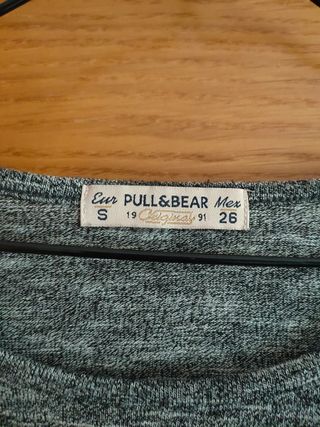 Eur PULL&BEAR Mex
S 19 Original 91 26